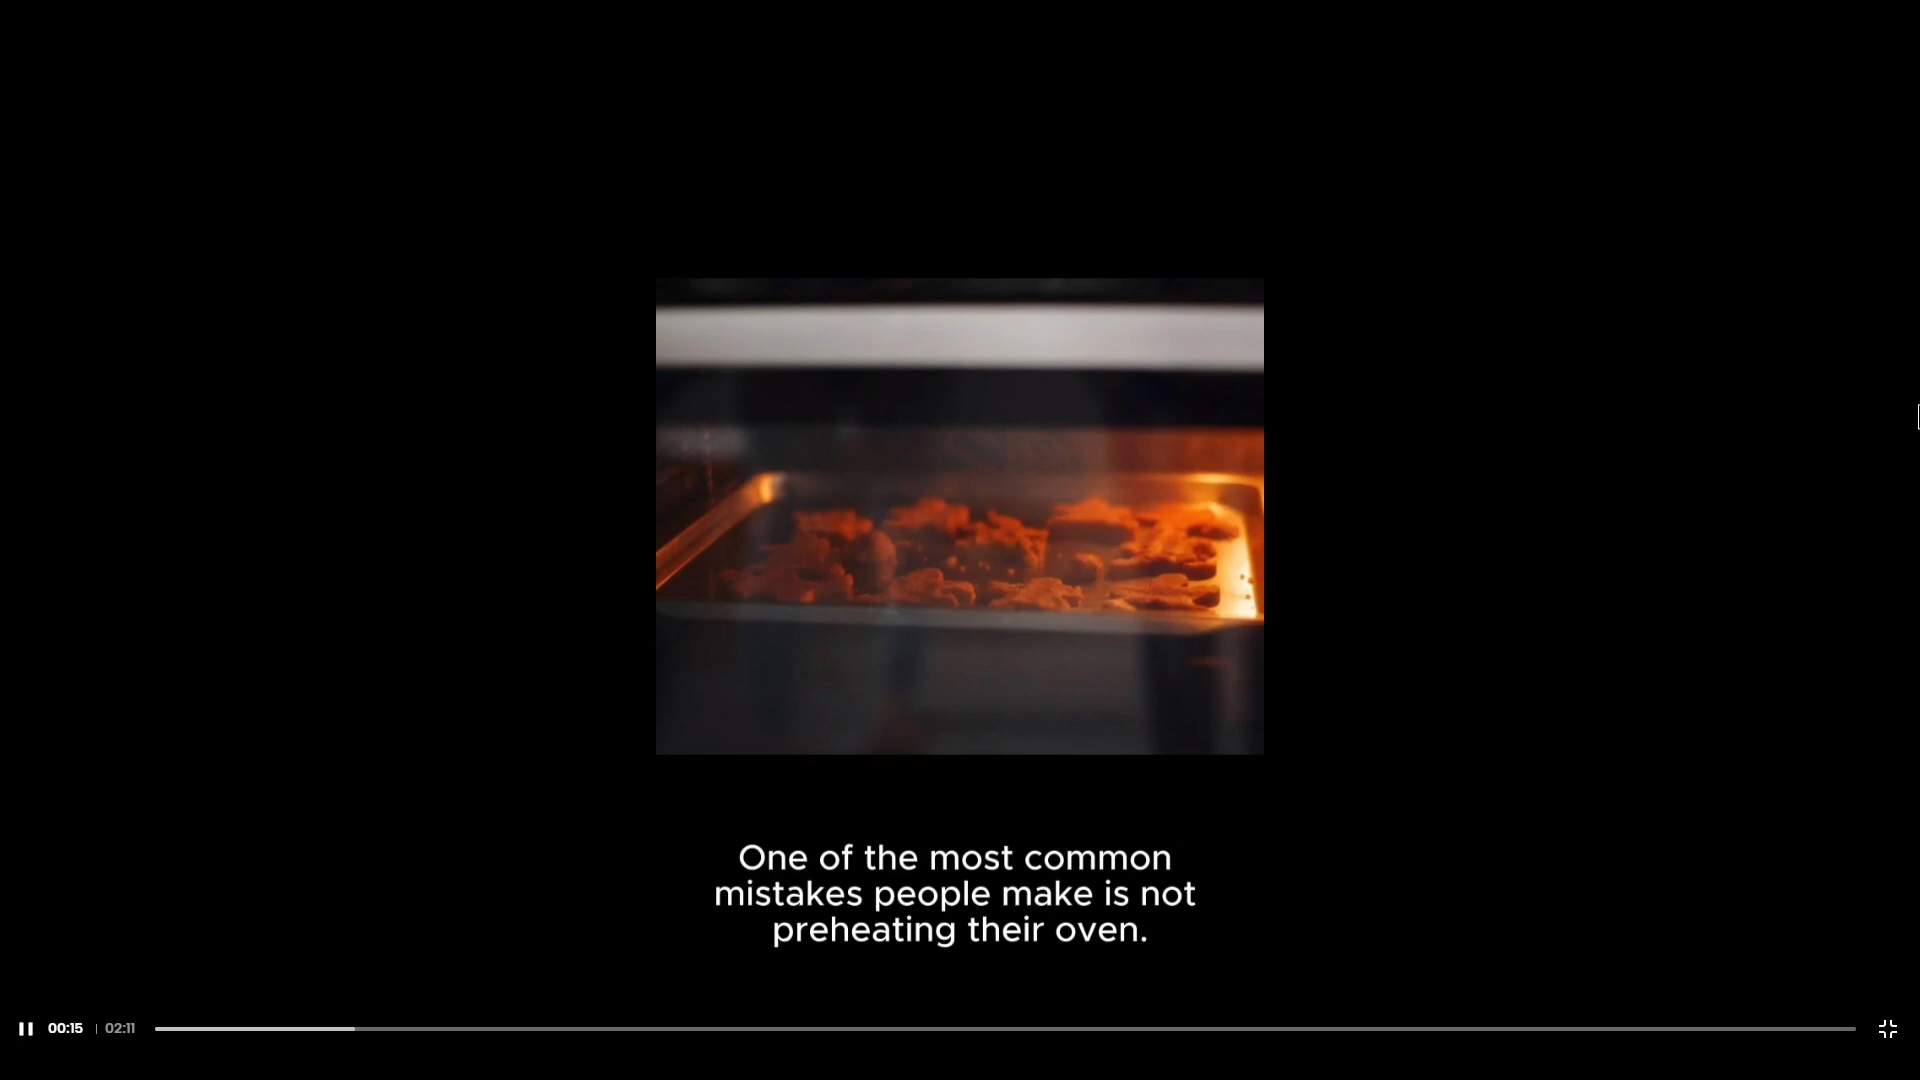 One of the most common
mistakes people make is not
preheating their oven.
00:15 | 02:11